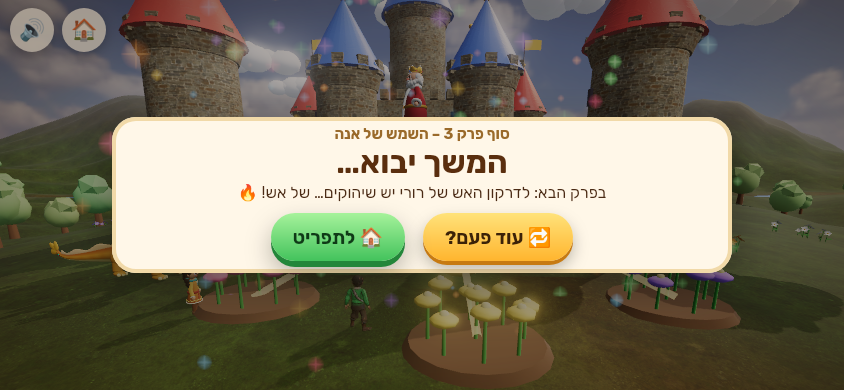 סוף פרק 3 – השמש של אנה
המשך יבוא...
בפרק הבא: לדרקון האש של רורי יש שיהוקים... של אש! 🔥
🔁 עוד פעם?
🏠 לתפריט